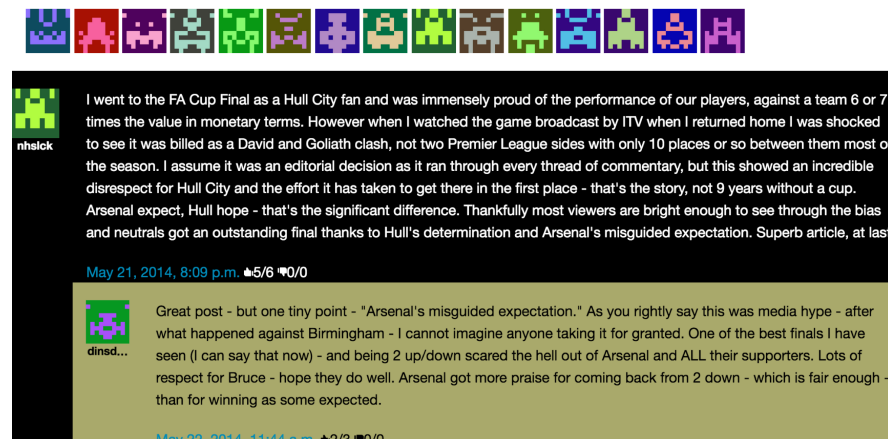 I went to the FA Cup Final as a Hull City fan and was immensely proud of the performance of our players, against a team 6 or 7
times the value in monetary terms. However when I watched the game broadcast by ITV when I returned home I was shocked
to see it was billed as a David and Goliath clash, not two Premier League sides with only 10 places or so between them most o
the season. I assume it was an editorial decision as it ran through every thread of commentary, but this showed an incredible
disrespect for Hull City and the effort it has taken to get there in the first place - that's the story, not 9 years without a cup.
nhsick
Arsenal expect, Hull hope - that's the significant difference. Thankfully most viewers are bright enough to see through the bias
and neutrals got an outstanding final thanks to Hull's determination and Arsenal's misguided expectation. Superb article, at last
May 21, 2014, 8:09 p.m. 5/6 0/0
Great post - but one tiny point - "Arsenal's misguided expectation." As you rightly say this was media hype - after
what happened against Birmingham - I cannot imagine anyone taking it for granted. One of the best finals I have
dinsd...
seen (I can say that now) - and being 2 up/down scared the hell out of Arsenal and ALL their supporters. Lots of
respect for Bruce - hope they do well. Arsenal got more praise for coming back from 2 down - which is fair enough -
than for winning as some expected.
May 22, 2014, 11:44 a.m. 2/3 0/0